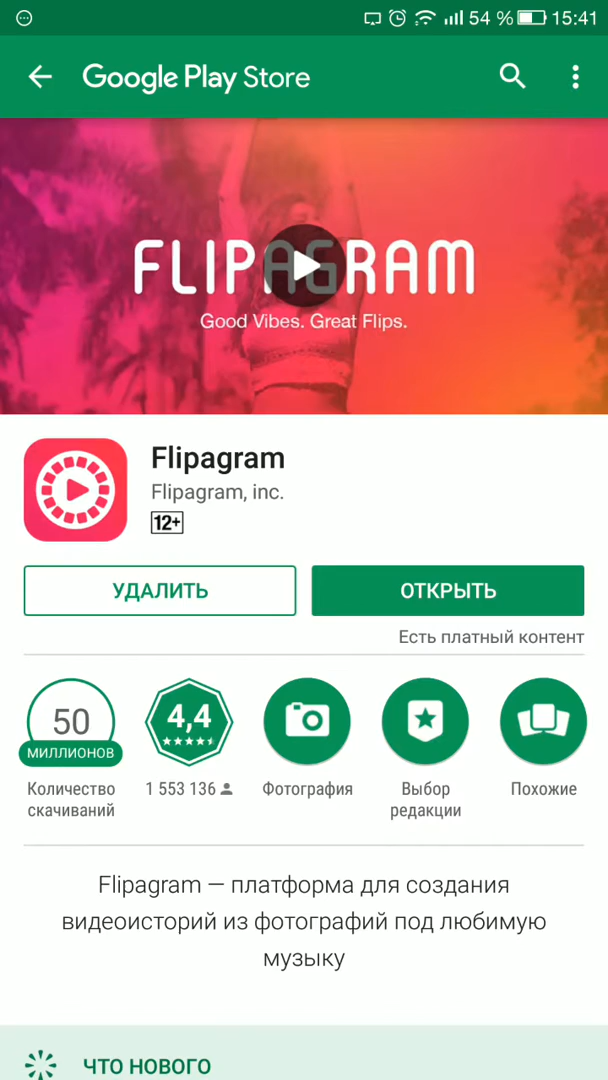 54 % 15:41
Google Play Store
FLIPAGRAM
Good Vibes. Great Flips.
Flipagram
Flipagram, inc.
12+
УДАЛИТЬ
ОТКРЫТЬ
Есть платный контент
50
МИЛЛИОНОВ
Количество
скачиваний
4,4
1 553 136
Фотография
Выбор
редакции
Похожие
Flipagram — платформа для создания
видеоисторий из фотографий под любимую
музыку
ЧТО НОВОГО